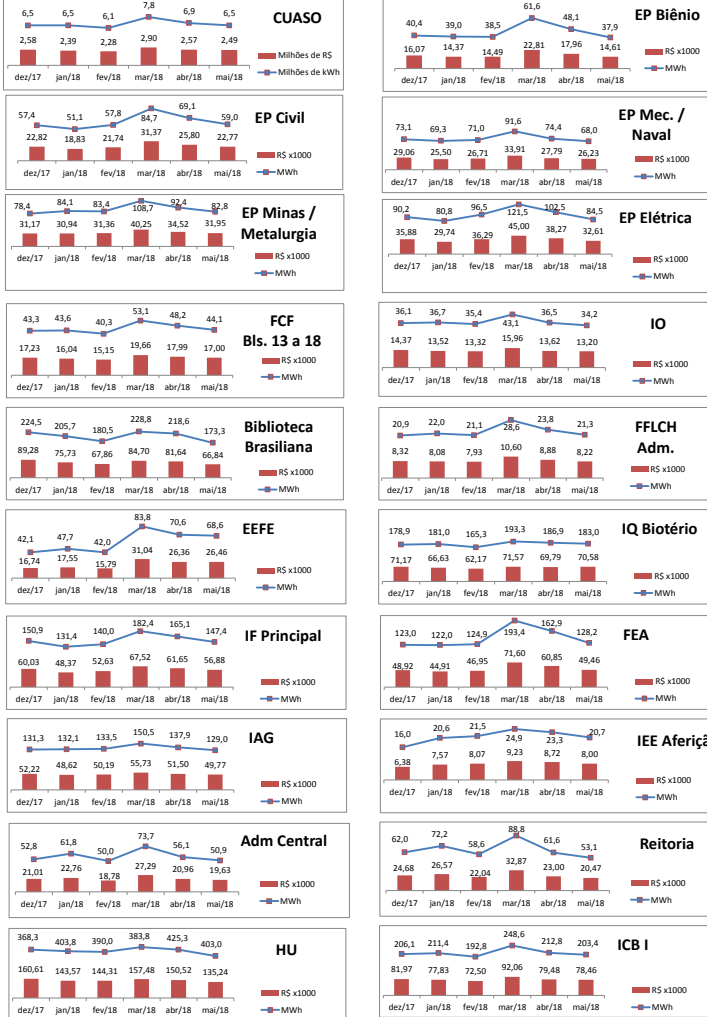 7,8
6,5 6,5 6,1 6,9 6,5
CUASO
2,58 2,39 2,28 2,90 2,57 2,49
Milhões de R$
Milhões de kWh
dez/17 jan/18 fev/18 mar/18 abr/18 mai/18
61,6
40,4 39,0 38,5 48,1 37,9
EP Biênio
16,07 14,37 14,49 22,81 17,96 14,61
R$ x1000
MWh
dez/17 jan/18 fev/18 mar/18 abr/18 mai/18
57,4 51,1 57,8 84,7 69,1 59,0
EP Civil
22,82 18,83 21,74 31,37 25,80 22,77
R$ x1000
MWh
dez/17 jan/18 fev/18 mar/18 abr/18 mai/18
73,1 69,3 71,0 91,6 74,4 68,0
EP Mec. /
Naval
29,06 25,50 26,71 33,91 27,79 26,23
R$ x1000
MWh
dez/17 jan/18 fev/18 mar/18 abr/18 mai/18
78,4 84,1 83,4 108,7 92,4 82,8
EP Minas /
Metalurgia
31,17 30,94 31,36 40,25 34,52 31,95
R$ x1000
MWh
dez/17 jan/18 fev/18 mar/18 abr/18 mai/18
90,2 80,8 96,5 121,5 102,5 84,5
EP Elétrica
35,88 29,74 36,29 45,00 38,27 32,61
R$ x1000
MWh
dez/17 jan/18 fev/18 mar/18 abr/18 mai/18
43,3 43,6 40,3 53,1 48,2 44,1
FCF
Bls. 13 a 18
17,23 16,04 15,15 19,66 17,99 17,00
R$ x1000
MWh
dez/17 jan/18 fev/18 mar/18 abr/18 mai/18
36,1 36,7 35,4 43,1 36,5 34,2
IO
14,37 13,52 13,32 15,96 13,62 13,20
R$ x1000
MWh
dez/17 jan/18 fev/18 mar/18 abr/18 mai/18
224,5 205,7 180,5 228,8 218,6 173,3
Biblioteca
Brasiliana
89,28 75,73 67,86 84,70 81,64 66,84
R$ x1000
MWh
dez/17 jan/18 fev/18 mar/18 abr/18 mai/18
20,9 22,0 21,1 28,6 23,8 21,3
FFLCH
Adm.
8,32 8,08 7,93 10,60 8,88 8,22
R$ x1000
MWh
dez/17 jan/18 fev/18 mar/18 abr/18 mai/18
42,1 47,7 42,0 83,8 70,6 68,6
EEFE
16,74 17,55 15,79 31,04 26,36 26,46
R$ x1000
MWh
dez/17 jan/18 fev/18 mar/18 abr/18 mai/18
178,9 181,0 165,3 193,3 186,9 183,0
IQ Biotério
71,17 66,63 62,17 71,57 69,79 70,58
R$ x1000
MWh
dez/17 jan/18 fev/18 mar/18 abr/18 mai/18
150,9 131,4 140,0 182,4 165,1 147,4
IF Principal
60,03 48,37 52,63 67,52 61,65 56,88
R$ x1000
MWh
dez/17 jan/18 fev/18 mar/18 abr/18 mai/18
123,0 122,0 124,9 193,4 162,9 128,2
FEA
48,92 44,91 46,95 71,60 60,85 49,46
R$ x1000
MWh
dez/17 jan/18 fev/18 mar/18 abr/18 mai/18
131,3 132,1 133,5 150,5 137,9 129,0
IAG
52,22 48,62 50,19 55,73 51,50 49,77
R$ x1000
MWh
dez/17 jan/18 fev/18 mar/18 abr/18 mai/18
16,0 20,6 21,5 24,9 23,3 20,7
IEE Aferiçã
6,38 7,57 8,07 9,23 8,72 8,00
R$ x1000
MWh
dez/17 jan/18 fev/18 mar/18 abr/18 mai/18
52,8 61,8 50,0 73,7 56,1 50,9
Adm Central
21,01 22,76 18,78 27,29 20,96 19,63
R$ x1000
MWh
dez/17 jan/18 fev/18 mar/18 abr/18 mai/18
62,0 72,2 58,6 88,8 61,6 53,1
Reitoria
24,68 26,57 22,04 32,87 23,00 20,47
R$ x1000
MWh
dez/17 jan/18 fev/18 mar/18 abr/18 mai/18
368,3 403,8 390,0 383,8 425,3 403,0
HU
160,61 143,57 144,31 157,48 150,52 135,24
R$ x1000
MWh
dez/17 jan/18 fev/18 mar/18 abr/18 mai/18
206,1 211,4 192,8 248,6 212,8 203,4
ICB I
81,97 77,83 72,50 92,06 79,48 78,46
R$ x1000
MWh
dez/17 jan/18 fev/18 mar/18 abr/18 mai/18